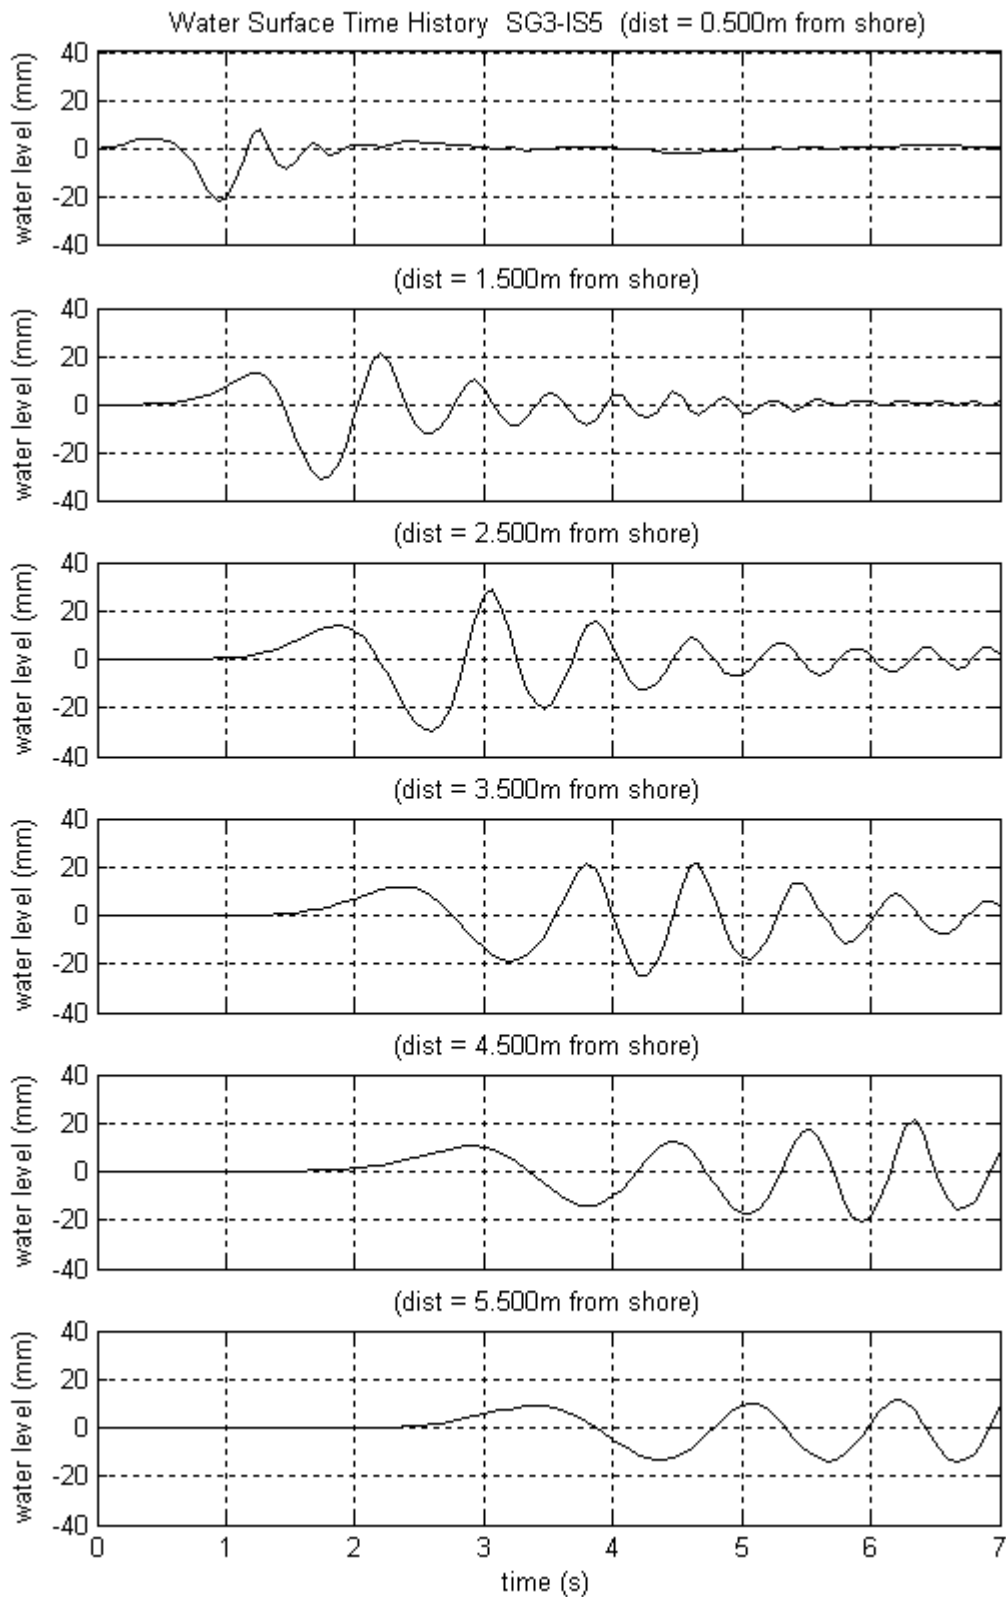 Water Surface Time History SG3-IS5 (dist = 0.500m from shore)
40
20
0
-20
-40
water level (mm)
(dist = 1.500m from shore)
40
20
0
-20
-40
water level (mm)
(dist = 2.500m from shore)
40
20
0
-20
-40
water level (mm)
(dist = 3.500m from shore)
40
20
0
-20
-40
water level (mm)
(dist = 4.500m from shore)
40
20
0
-20
-40
water level (mm)
(dist = 5.500m from shore)
40
20
0
-20
-40
water level (mm)
0 1 2 3 4 5 6 7
time (s)